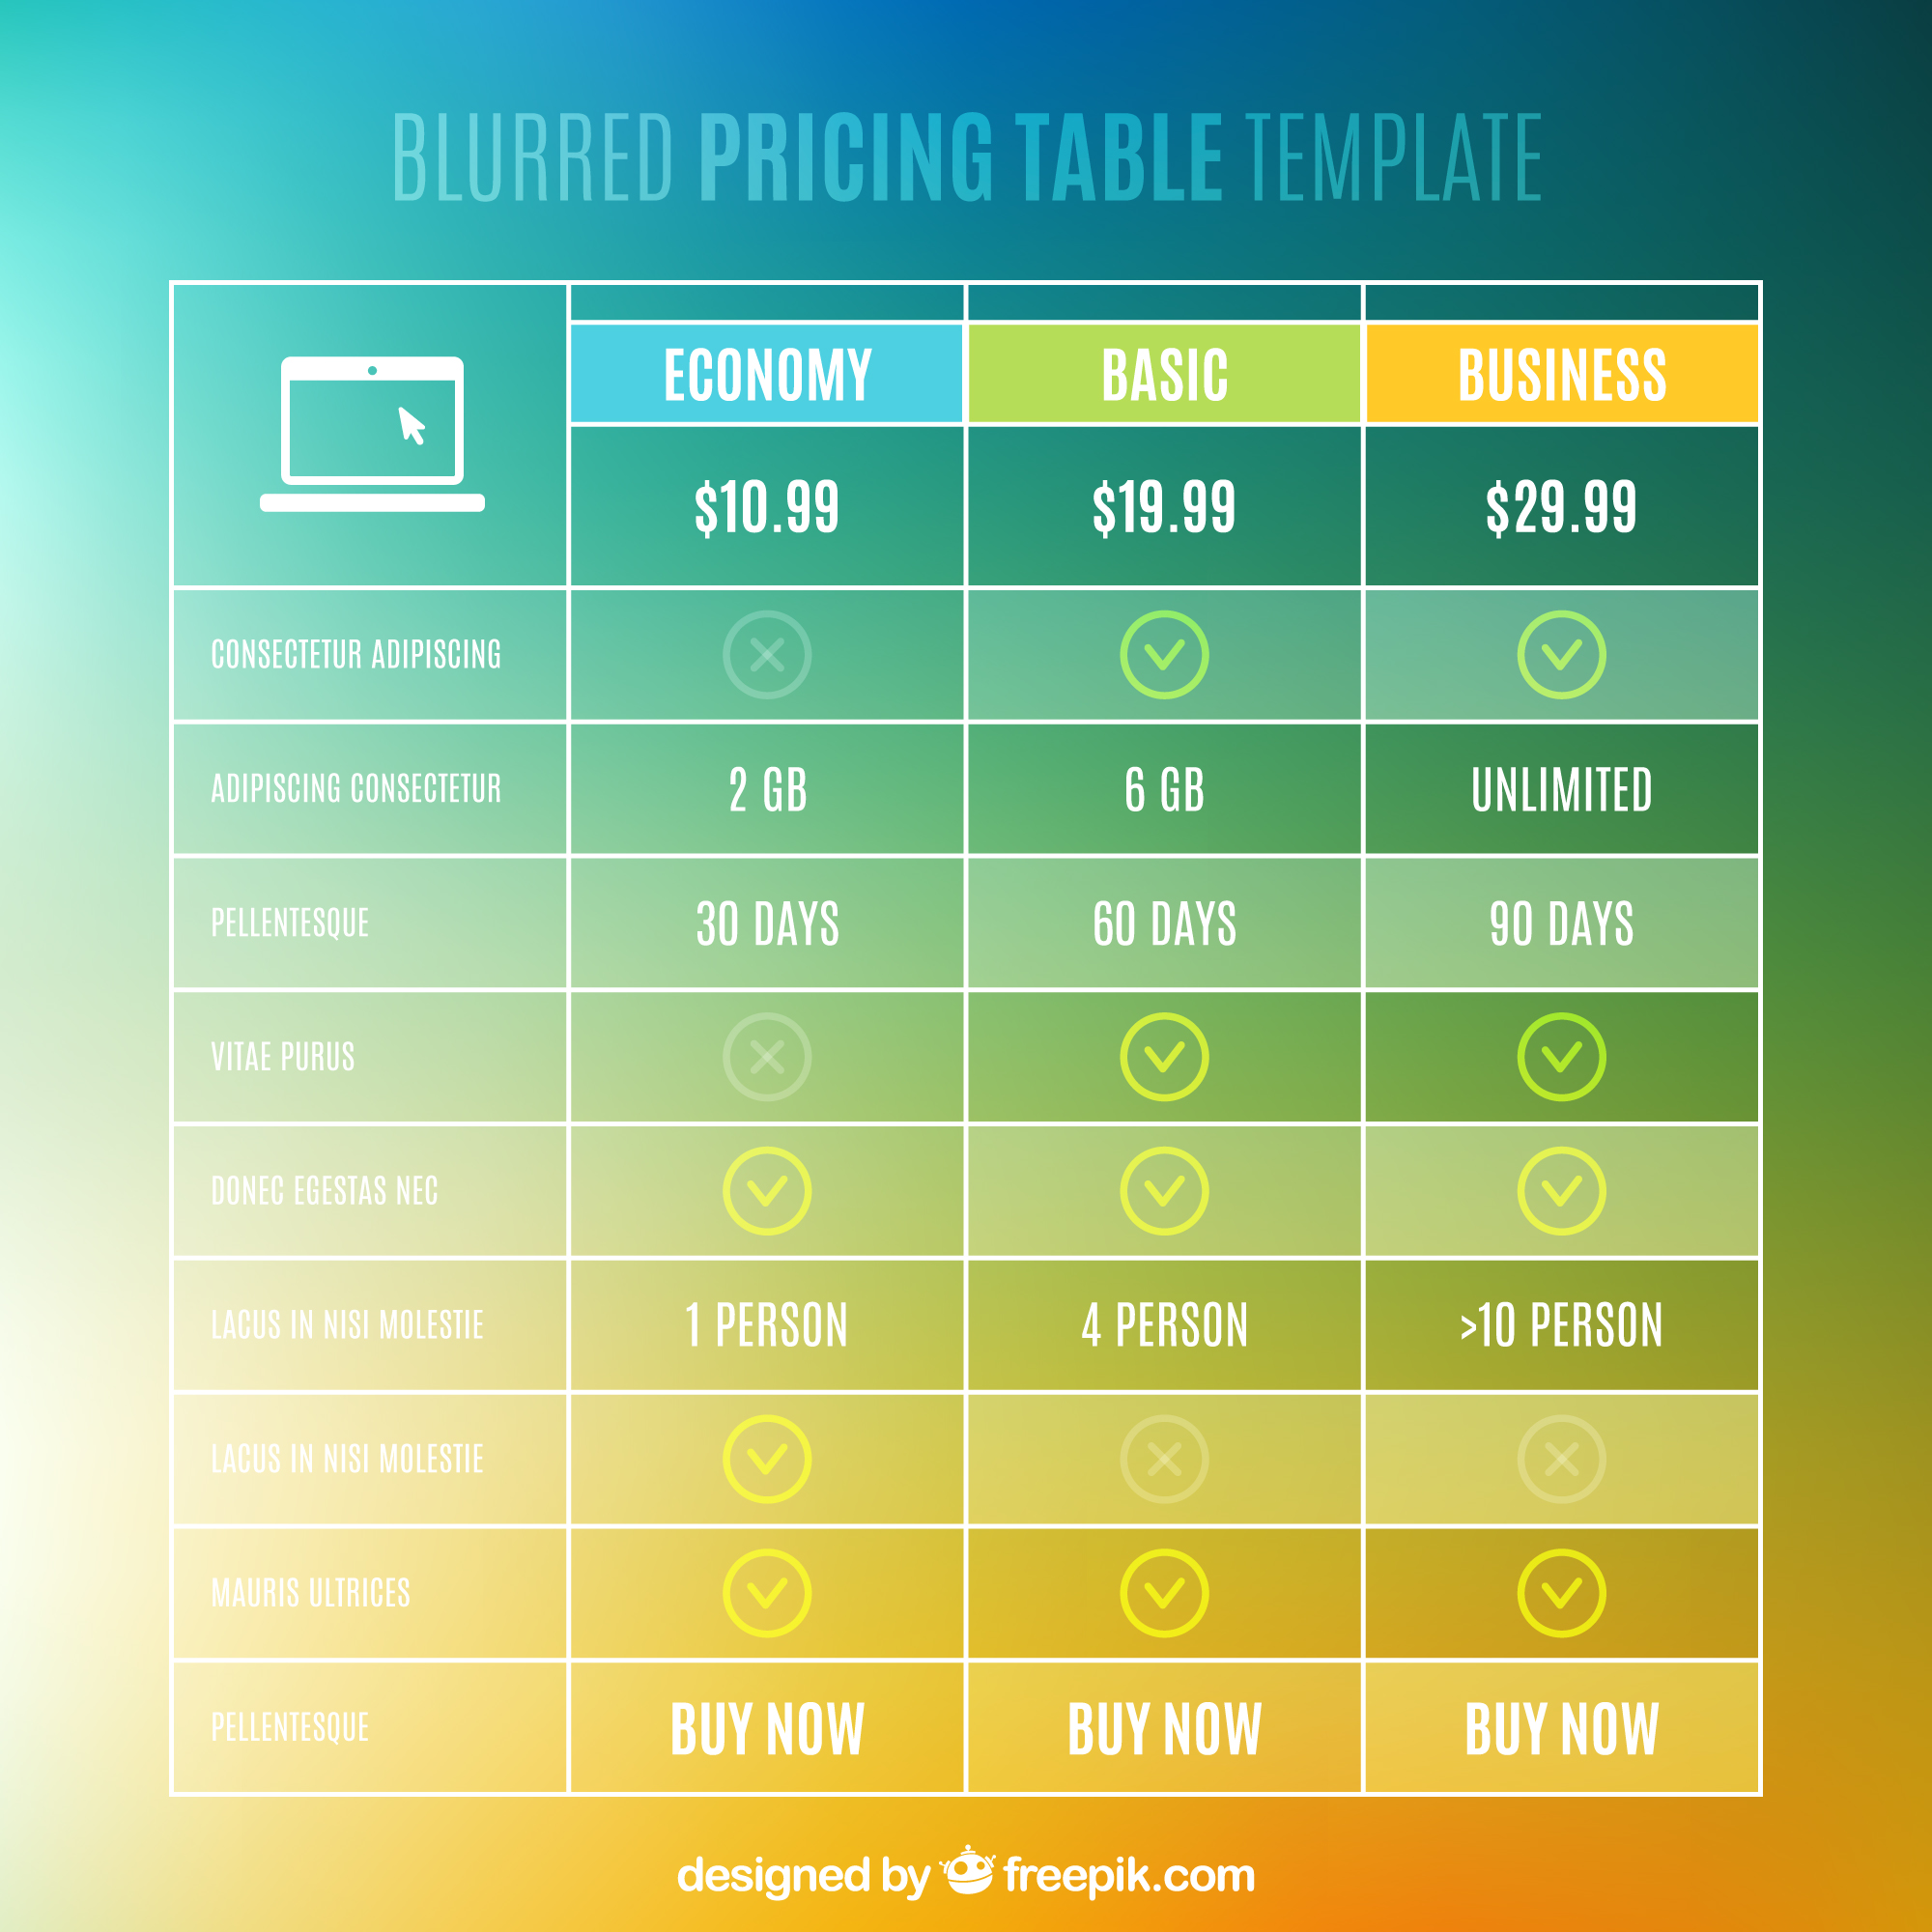 BLURRED PRICING TABLE TEMPLATE
ECONOMY BASIC BUSINESS
$10.99 $19.99 $29.99
CONSECTETUR ADIPISCING
ADIPISCING CONSECTETUR 2 GB 6 GB UNLIMITED
PELLENTESQUE 30 DAYS 60 DAYS 90 DAYS
VITAE PURUS
DONEC EGESTAS NEC
LACUS IN NISI MOLESTIE 1 PERSON 4 PERSON >10 PERSON
LACUS IN NISI MOLESTIE
MAURIS ULTRICES
PELLENTESQUE BUY NOW BUY NOW BUY NOW
designed by freepik.com